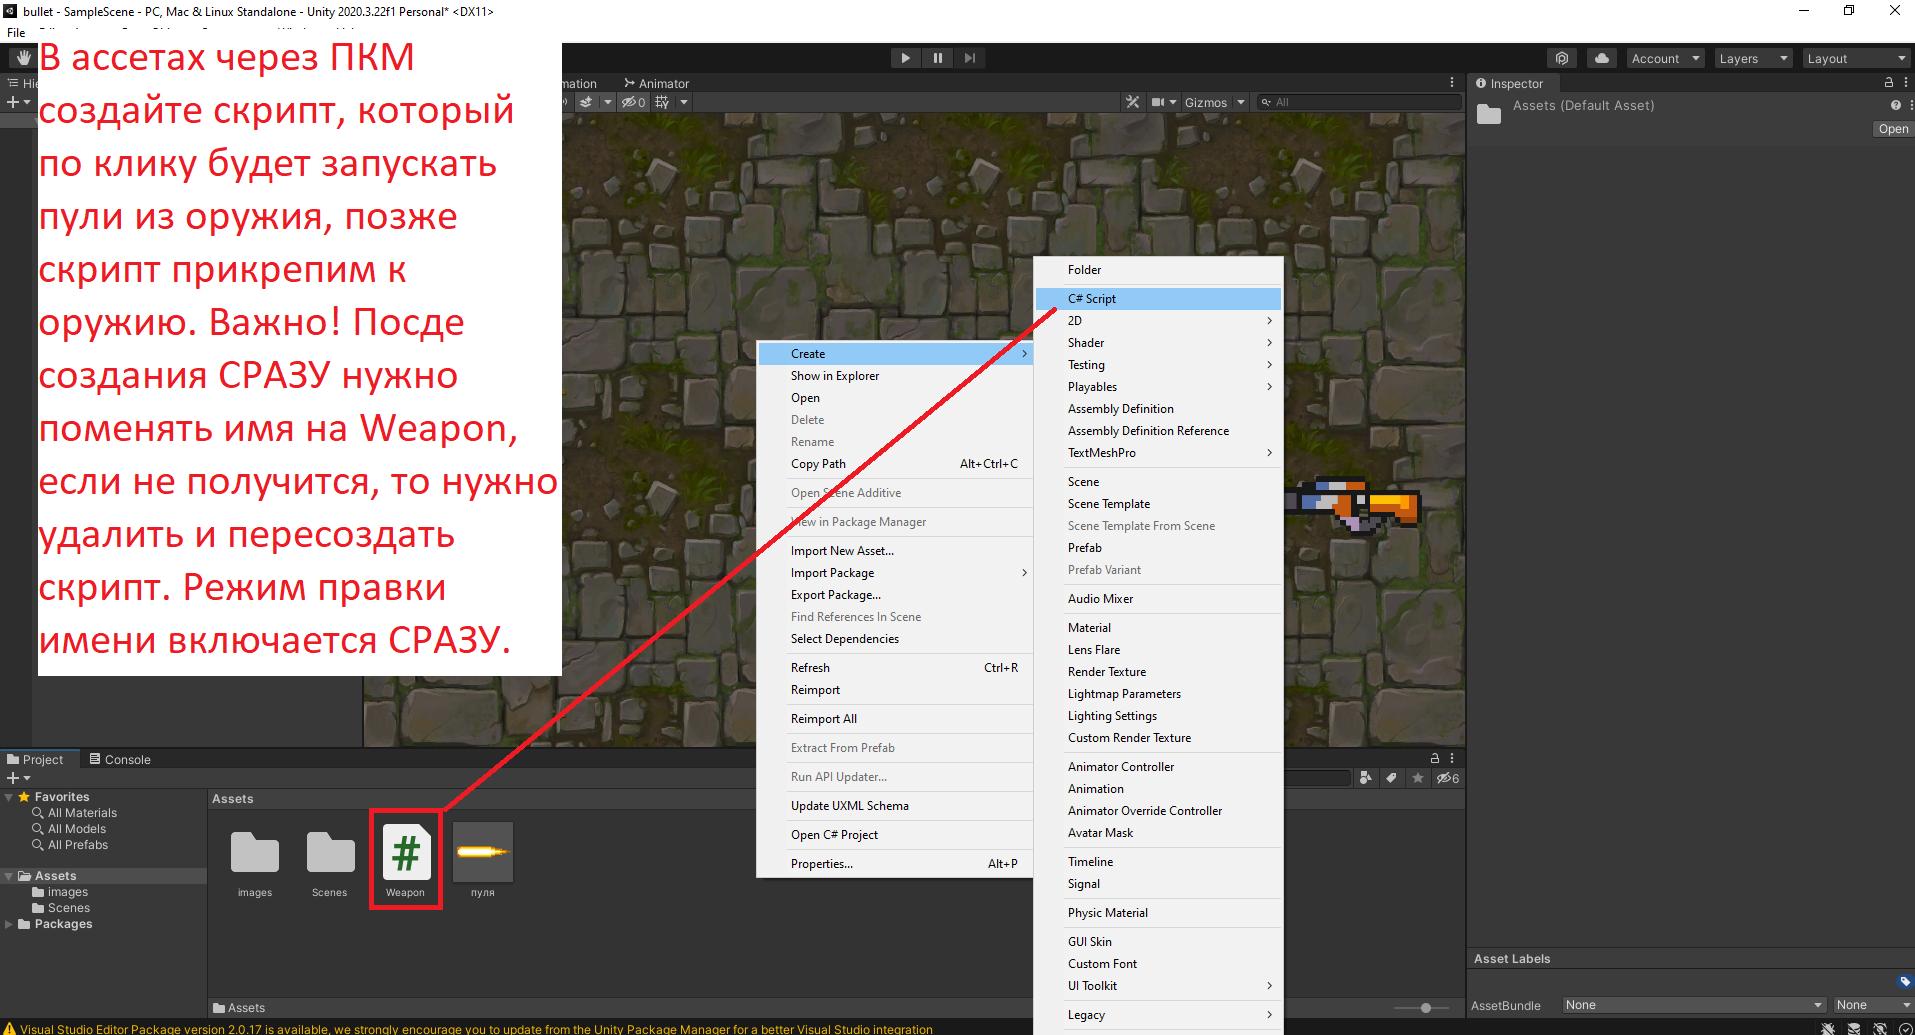 bullet - SampleScene - PC, Mac & Linux Standalone - Unity 2020.3.22f1 Personal* <DX11>
File
В ассетах через ПКМ
создайте скрипт, который
по клику будет запускать
пули из оружия, позже
скрипт прикрепим к
оружию. Важно! Посде
создания СРАЗУ нужно
поменять имя на Weapon,
если не получится, то нужно
удалить и пересоздать
скрипт. Режим правки
имени включается СРАЗУ.
Account
Layers
Layout
Hie
mation
Animator
0
Gizmos
All
Inspector
Assets (Default Asset)
Open
Create
Show in Explorer
Open
Delete
Rename
Copy Path Alt+Ctrl+C
Open Scene Additive
View in Package Manager
Import New Asset...
Import Package
Export Package...
Find References In Scene
Select Dependencies
Refresh Ctrl+R
Reimport
Reimport All
Extract From Prefab
Run API Updater...
Update UXML Schema
Open C# Project
Properties... Alt+P
Folder
C# Script
2D
Shader
Testing
Playables
Assembly Definition
Assembly Definition Reference
TextMeshPro
Scene
Scene Template
Scene Template From Scene
Prefab
Prefab Variant
Audio Mixer
Material
Lens Flare
Render Texture
Lightmap Parameters
Lighting Settings
Custom Render Texture
Animator Controller
Animation
Animator Override Controller
Avatar Mask
Timeline
Signal
Physic Material
GUI Skin
Custom Font
UI Toolkit
Legacy
Project
Console
6
Favorites
All Materials
All Models
All Prefabs
Assets
images
Scenes
Packages
Assets
#
images
Scenes
Weapon
пуля
Assets
Asset Labels
AssetBundle
None
None
Visual Studio Editor Package version 2.0.17 is available, we strongly encourage you to update from the Unity Package Manager for a better Visual Studio integration